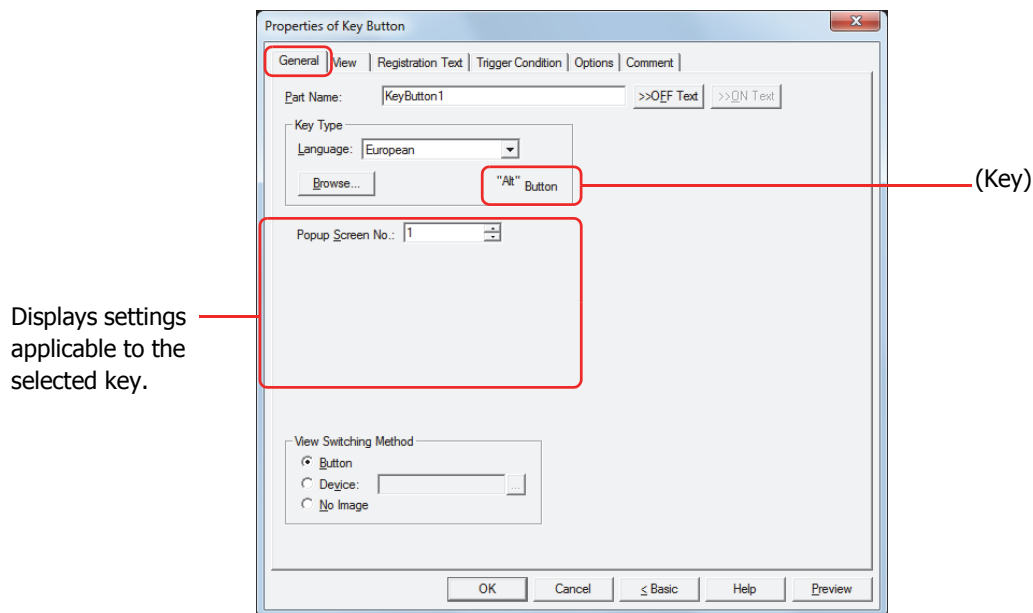 Properties of Key Button
x
General View Registration Text Trigger Condition Options Comment
Part Name: KeyButton1 >>OFF Text >>ON Text
Key Type
Language: European
Browse... "Alt" Button
(Key)
Popup Screen No.: 1
Displays settings
applicable to the
selected key.
View Switching Method
Button
Device: ...
No Image
OK Cancel < Basic Help Preview